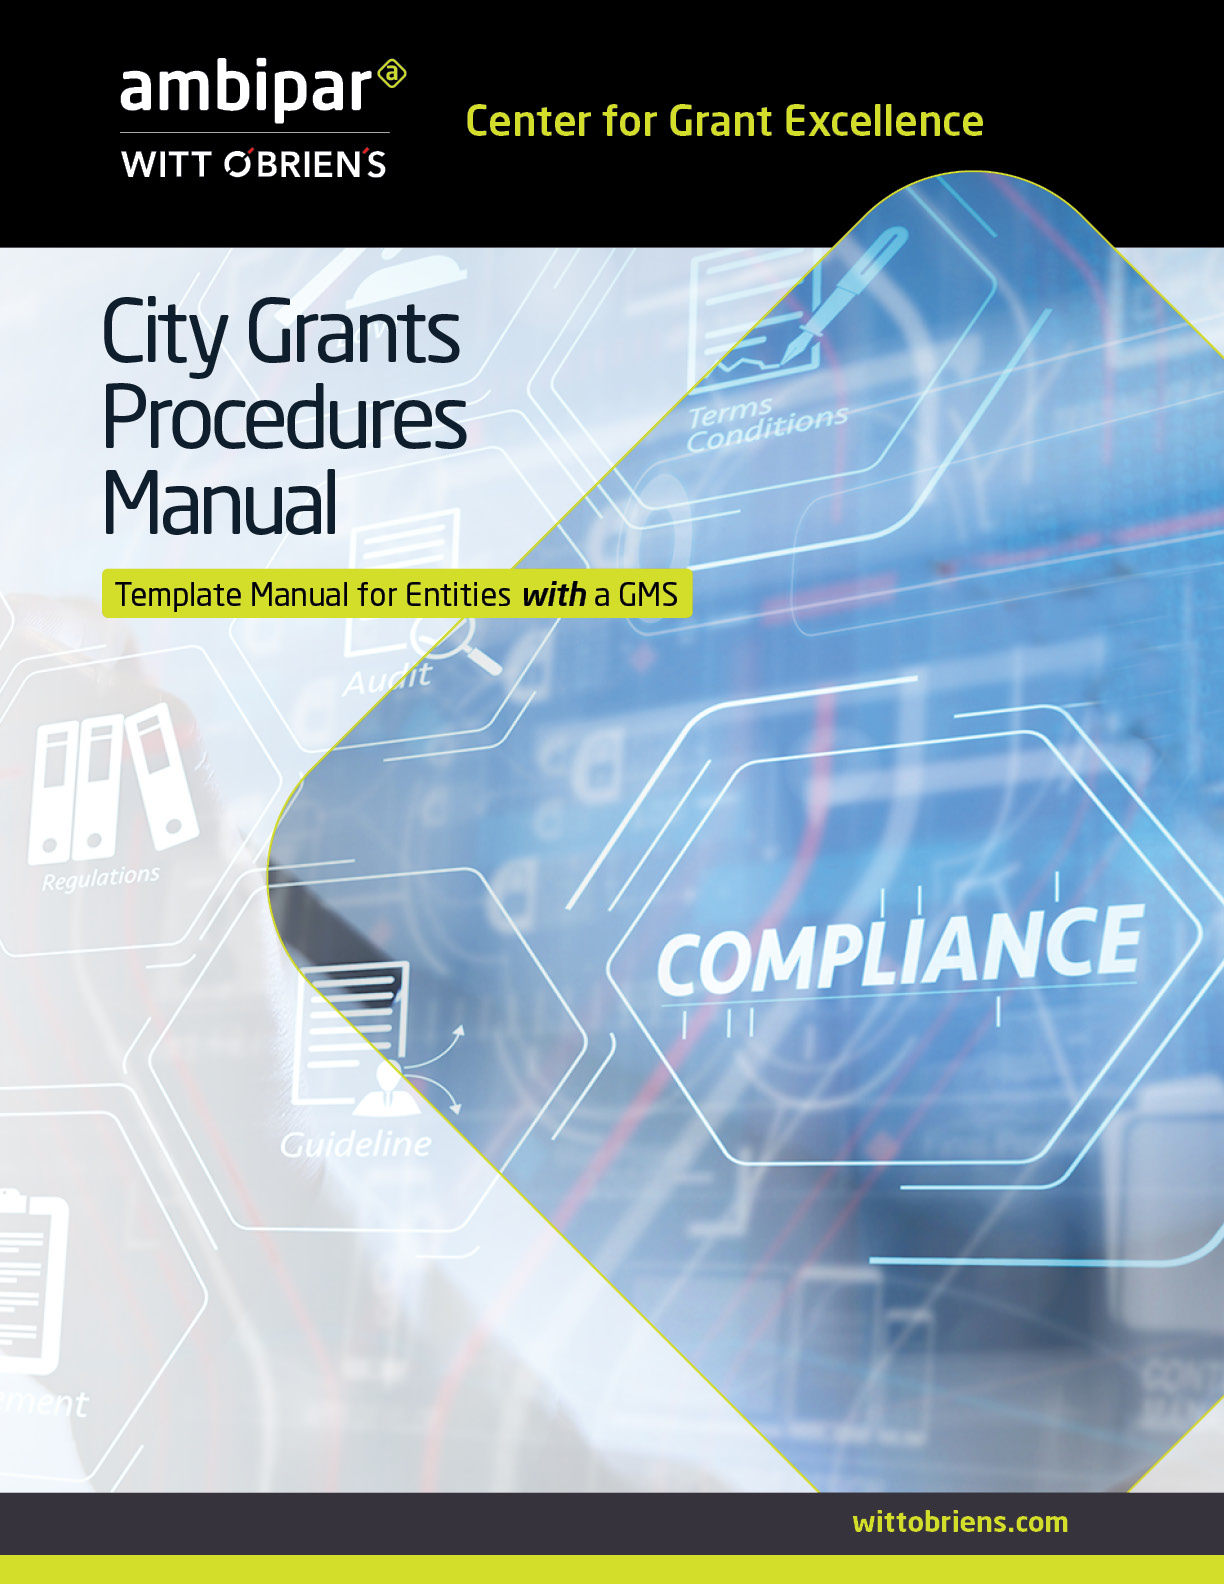 ambipar a
WITT O'BRIEN'S
Center for Grant Excellence
City Grants
Procedures
Manual
Template Manual for Entities with a GMS
Terms
Conditions
Audit
Regulations
COMPLIANCE
Guideline
wittobriens.com